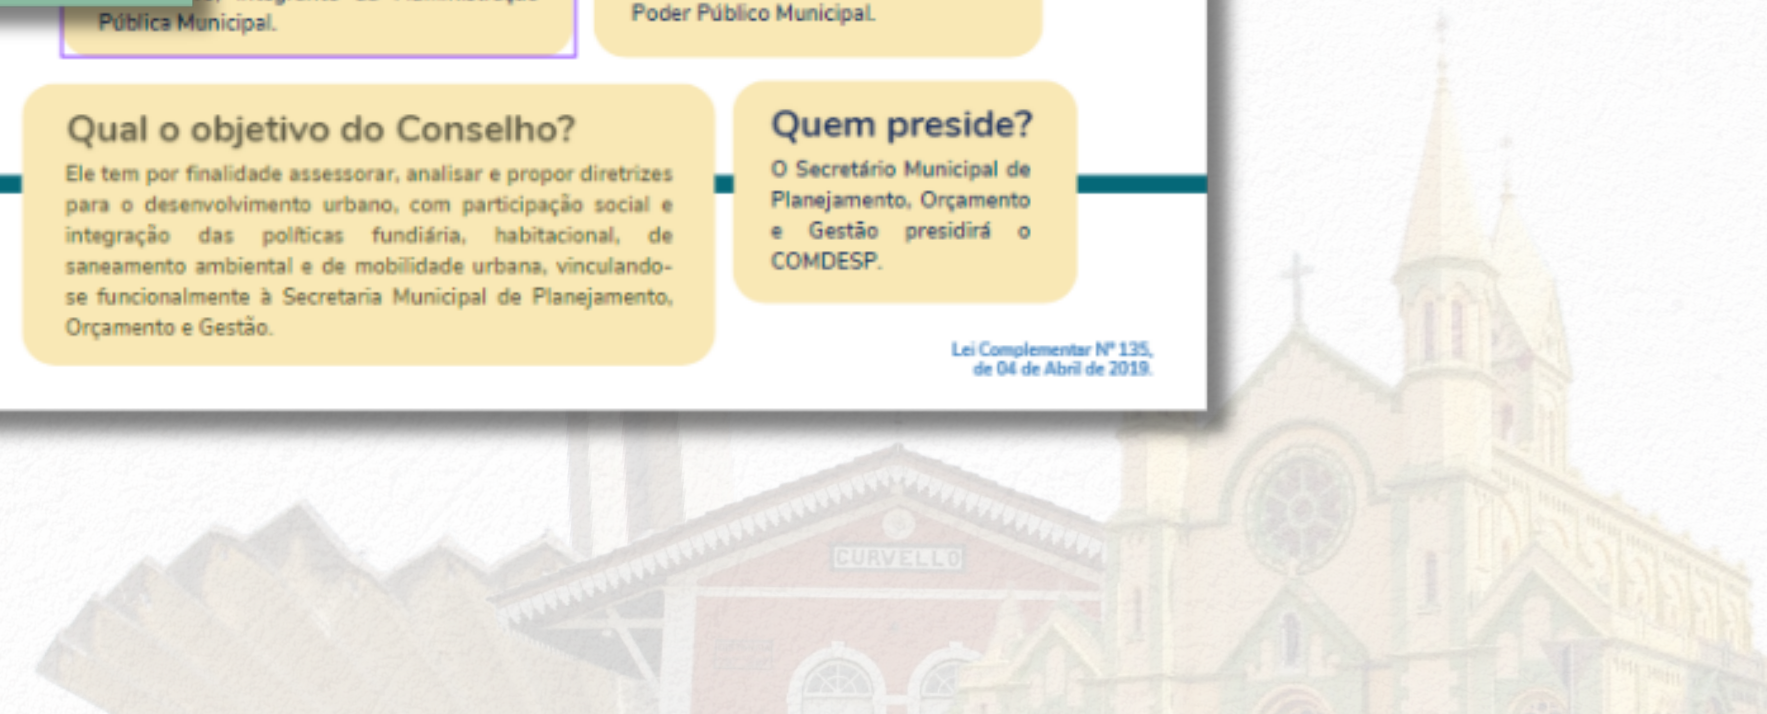 Administração
Pública Municipal.
Poder Público Municipal.
Qual o objetivo do Conselho?
Ele tem por finalidade assessorar, analisar e propor diretrizes
para o desenvolvimento urbano, com participação social e
integração das políticas fundiária, habitacional, de
saneamento ambiental e de mobilidade urbana, vinculando-
se funcionalmente à Secretaria Municipal de Planejamento,
Orçamento e Gestão.
Quem preside?
O Secretário Municipal de
Planejamento, Orçamento
e Gestão presidirá o
COMDESP.
Lei Complementar Nº 135,
de 04 de Abril de 2019.
CURVELLO